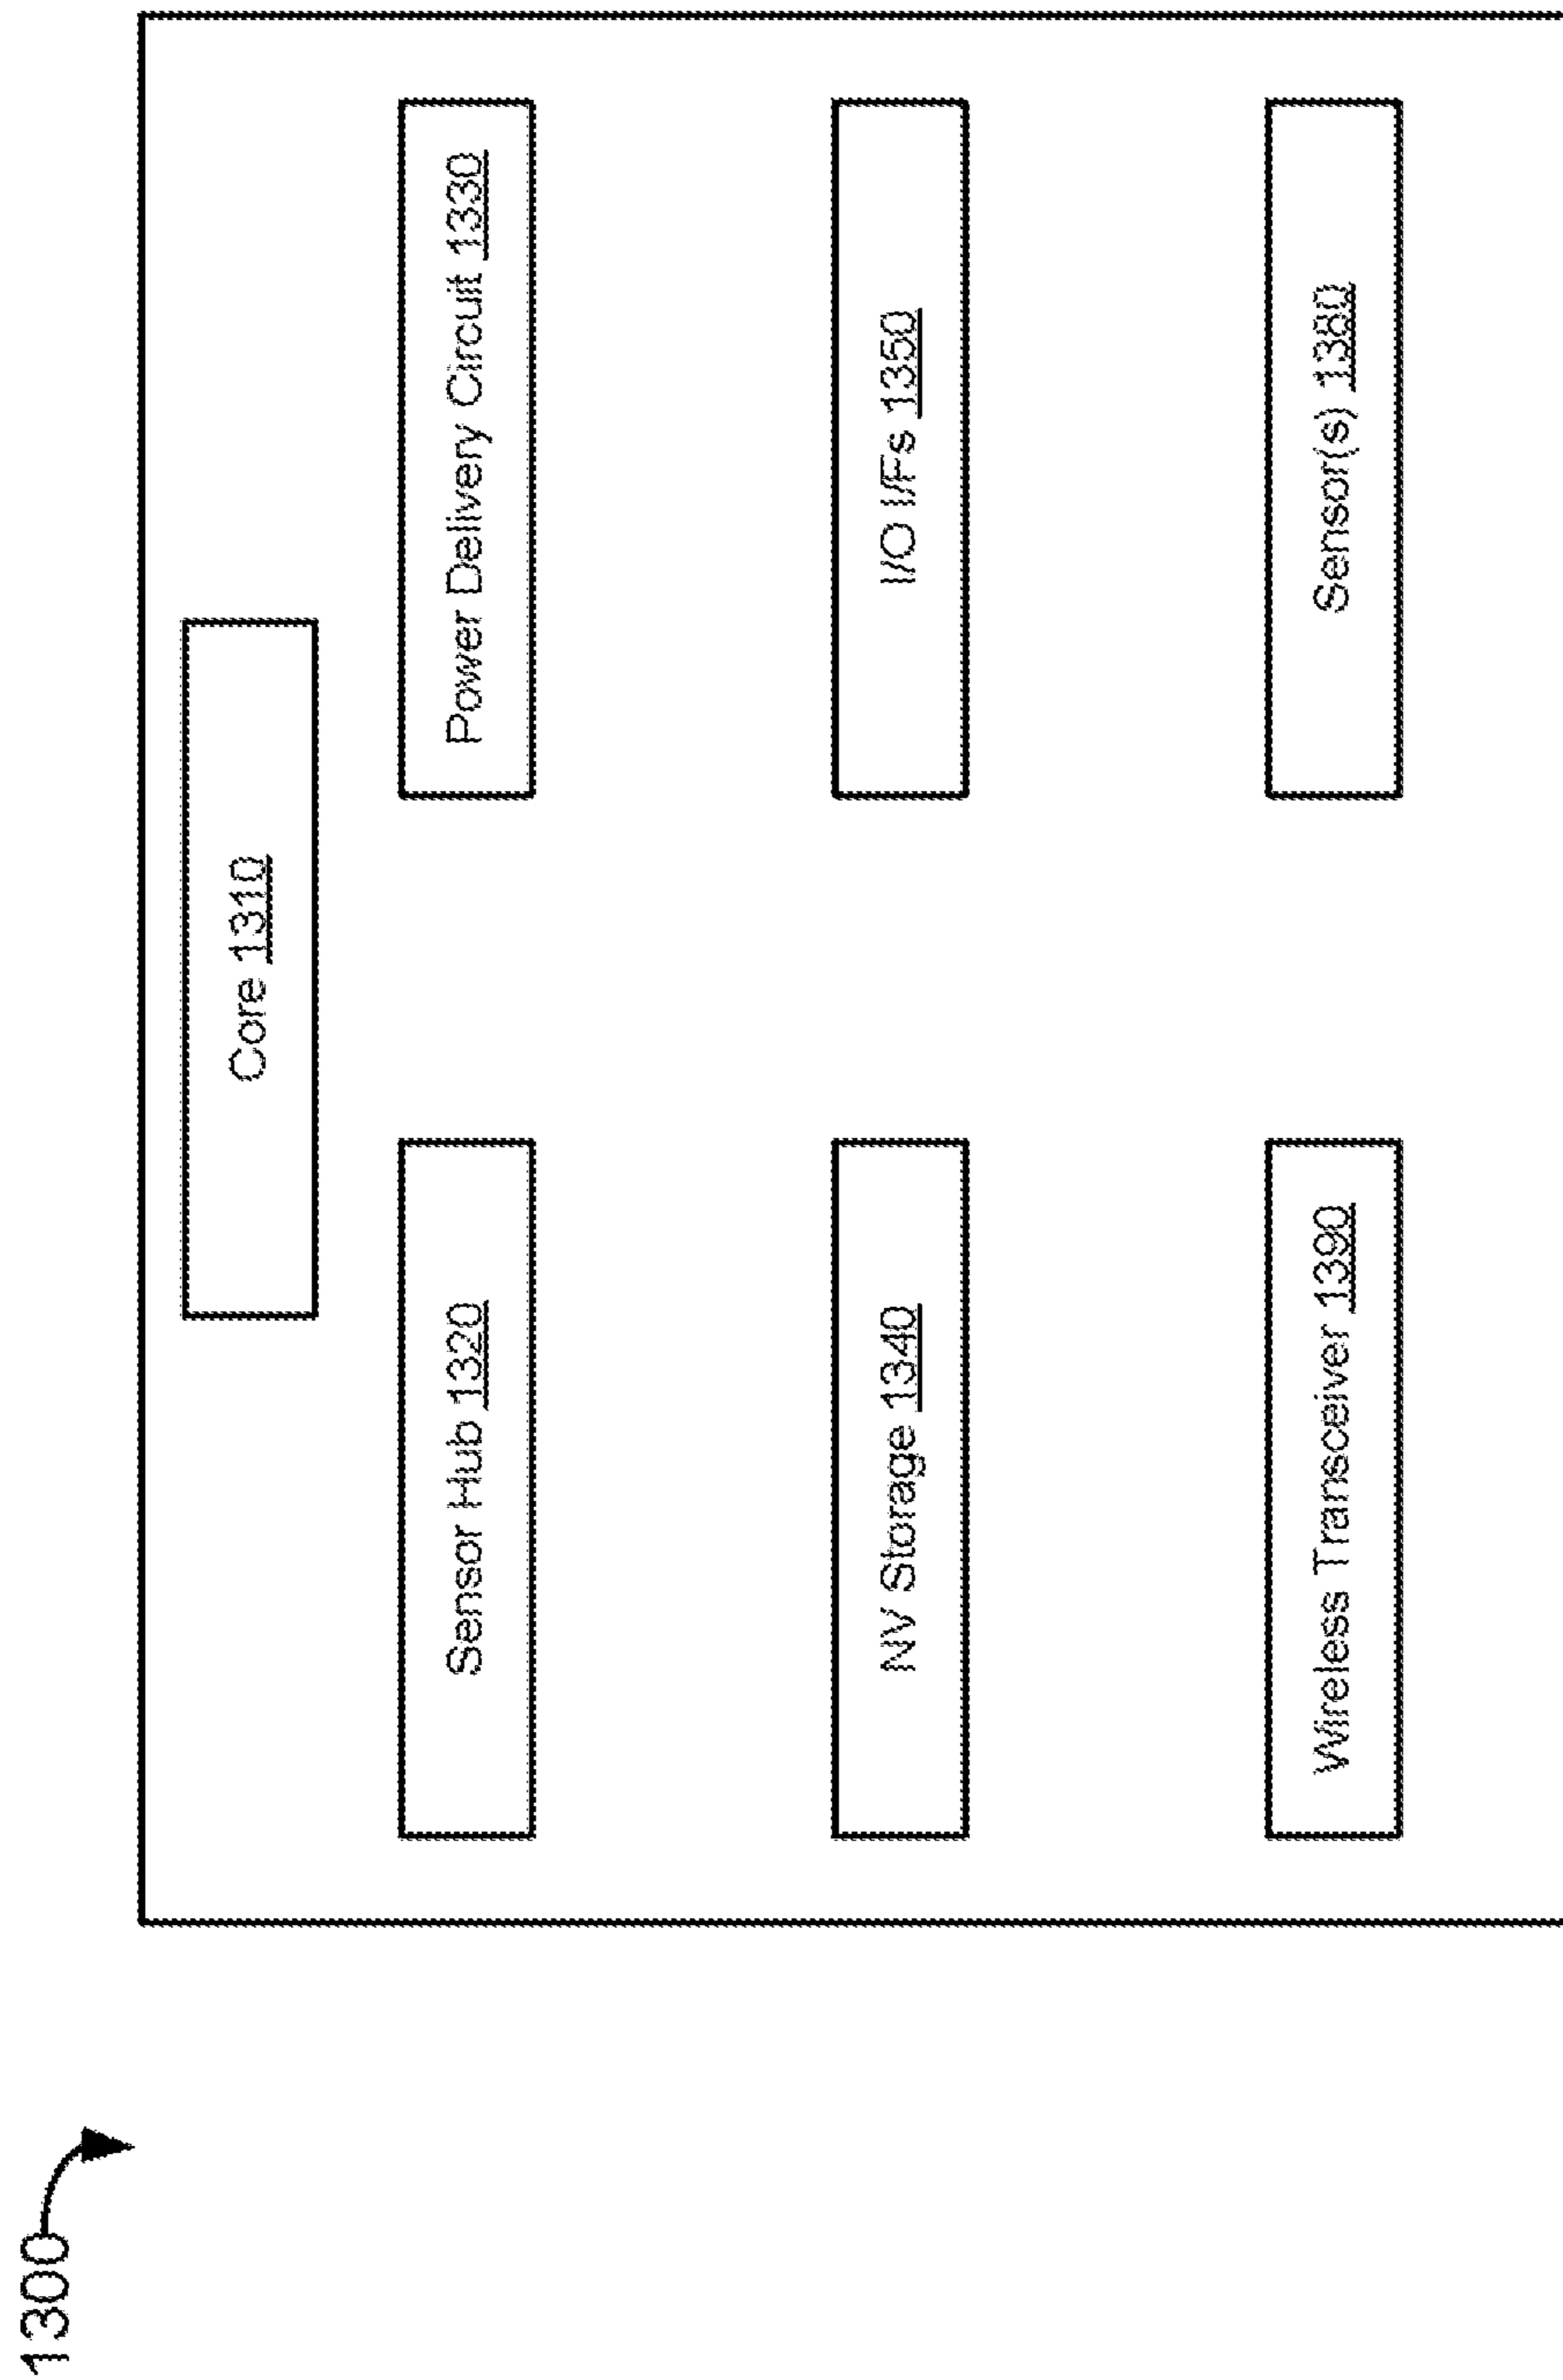 1300
Core 1310
Sensor Hub 1320
Power Delivery Circuit 1330
NV Storage 1340
I/O I/Fs 1350
Wireless Transceiver 1390
Sensor(s) 1380